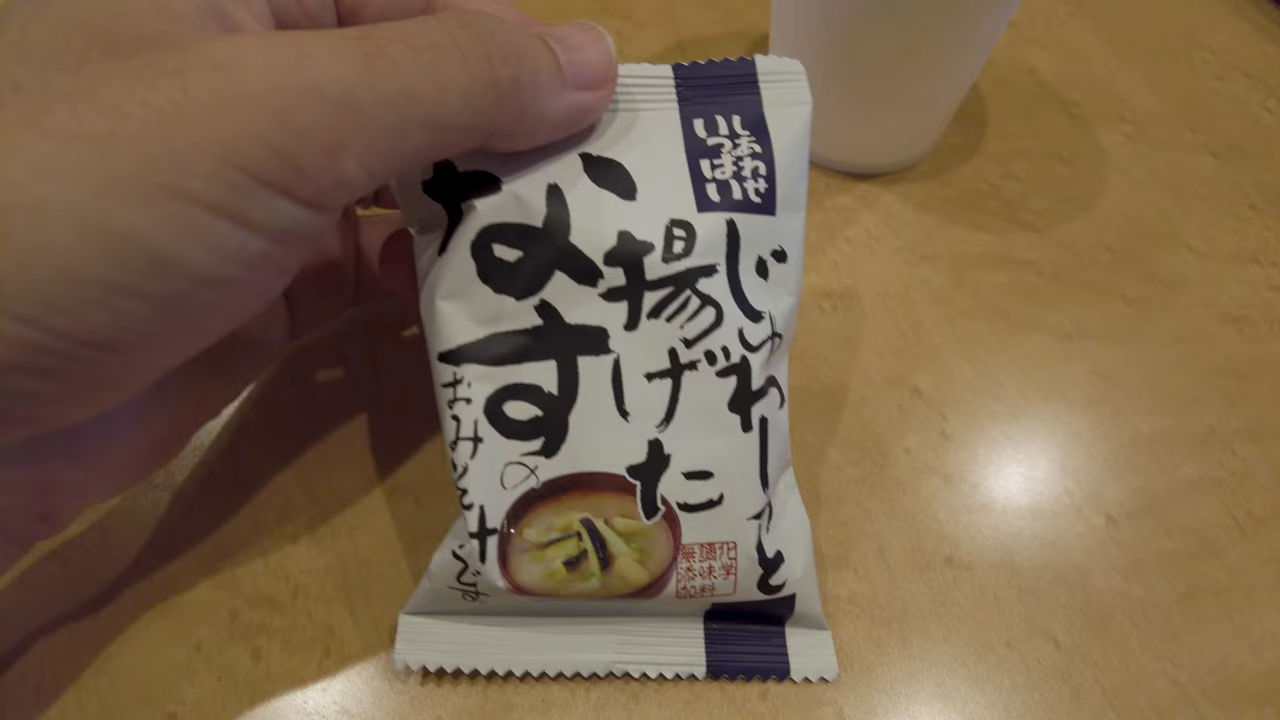 しあわせ
いっぱい
じゅわーっと
揚げた
なすの
おみそ汁です
化学
調味料
無添加